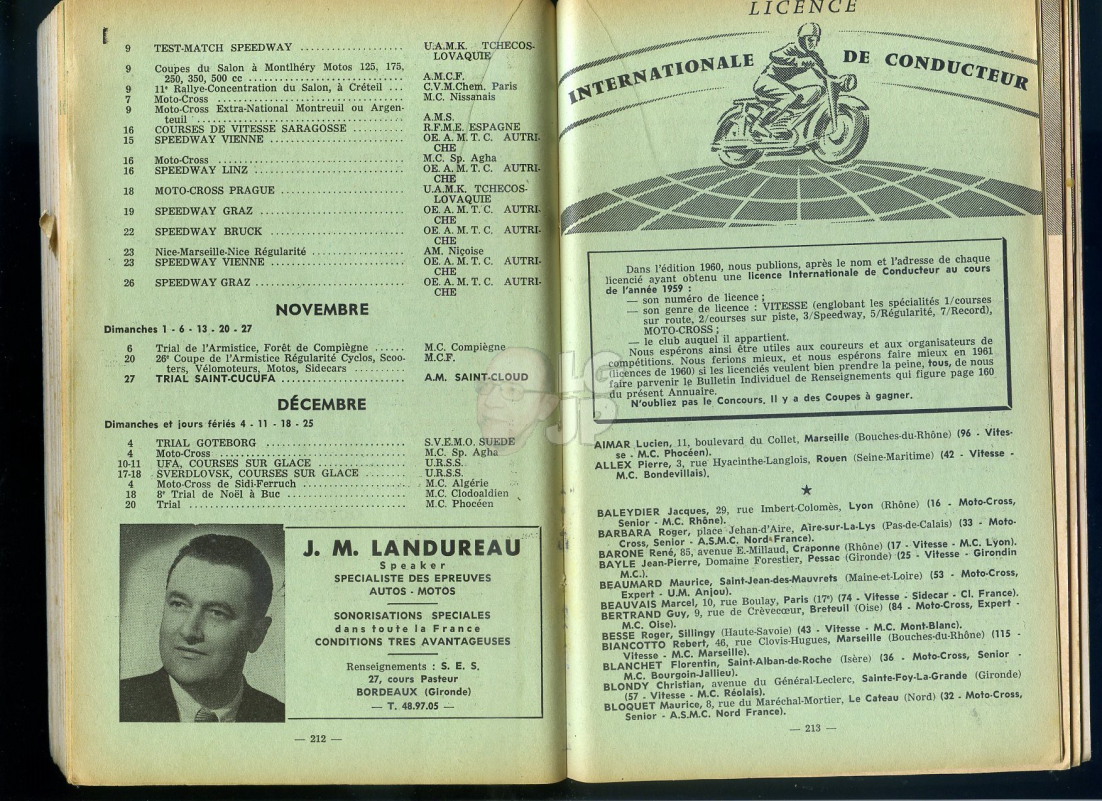 9 TEST-MATCH SPEEDWAY .................... U.A.M.K. TCHECOS-
LOVAQUIE
9 Coupes du Salon à Montlhéry Motos 125, 175,
250, 350, 500 cc .................... A.M.C.F.
9 11e Rallye-Concentration du Salon, à Créteil ... C.V.M.Chem. Paris
7 Moto-Cross .................... M.C. Nissanais
9 Moto-Cross Extra-National Montreuil ou Argen-
teuil .................... A.M.S.
16 COURSES DE VITESSE SARAGOSSE .......... R.F.M.E. ESPAGNE
15 SPEEDWAY VIENNE .................... OE. A. M. T. C. AUTRI-
CHE
16 Moto-Cross .................... M.C. Sp. Agha
16 SPEEDWAY LINZ .................... OE. A. M. T. C. AUTRI-
CHE
18 MOTO-CROSS PRAGUE .................... U.A.M.K. TCHECOS-
LOVAQUIE
19 SPEEDWAY GRAZ .................... OE. A. M. T. C. AUTRI-
CHE
22 SPEEDWAY BRUCK .................... OE. A. M. T. C. AUTRI-
CHE
23 Nice-Marseille-Nice Régularité .................... AM. Niçoise
23 SPEEDWAY VIENNE .................... OE. A. M. T. C. AUTRI-
CHE
26 SPEEDWAY GRAZ .................... OE. A. M. T. C. AUTRI-
CHE
NOVEMBRE
Dimanches 1 - 6 - 13 - 20 - 27
6 Trial de l'Armistice, Forêt de Compiègne .... M.C. Compiègne
20 26e Coupe de l'Armistice Régularité Cyclos, Scoo-
ters, Vélomoteurs, Motos, Sidecars .......... M.C.F.
27 TRIAL SAINT-CUCUFA .................... A.M. SAINT-CLOUD
DÉCEMBRE
Dimanches et jours fériés 4 - 11 - 18 - 25
4 TRIAL GOTEBORG .................... S.V.E.M.O. SUEDE
4 Moto-Cross .................... M.C. Sp. Agha
10-11 UFA, COURSES SUR GLACE .............. U.R.S.S.
17-18 SVERDLOVSK, COURSES SUR GLACE ........ U.R.S.S.
4 Moto-Cross de Sidi-Ferruch .................... M.C. Algérie
18 8e Trial de Noël à Buc .................... M.C. Clodoaldien
20 Trial .................... M.C. Phocéen
J. M. LANDUREAU
Speaker
SPECIALISTE DES EPREUVES
AUTOS - MOTOS
SONORISATIONS SPECIALES
dans toute la France
CONDITIONS TRES AVANTAGEUSES
Renseignements : S. E. S.
27, cours Pasteur
BORDEAUX (Gironde)
— T. 48.97.05 —
— 212 —
LICENCE
INTERNATIONALE DE CONDUCTEUR
Dans l'édition 1960, nous publions, après le nom et l'adresse de chaque
licencié ayant obtenu une licence Internationale de Conducteur au cours
de l'année 1959 :
— son numéro de licence ;
— son genre de licence : VITESSE (englobant les spécialités 1/courses
sur route, 2/courses sur piste, 3/Speedway, 5/Régularité, 7/Record),
MOTO-CROSS ;
— le club auquel il appartient.
Nous espérons ainsi être utiles aux coureurs et aux organisateurs de
compétitions. Nous ferions mieux, et nous espérons faire mieux en 1961
(licences de 1960) si les licenciés veulent bien prendre la peine, tous, de nous
faire parvenir le Bulletin Individuel de Renseignements qui figure page 160
du présent Annuaire.
N'oubliez pas le Concours. Il y a des Coupes à gagner.
LG
JP
AIMAR Lucien, 11, boulevard du Collet, Marseille (Bouches-du-Rhône) (96 - Vites-
se - M.C. Phocéen).
ALLEX Pierre, 3, rue Hyacinthe-Langlois, Rouen (Seine-Maritime) (42 - Vitesse -
M.C. Bondevillais).
★
BALEYDIER Jacques, 29, rue Imbert-Colomès, Lyon (Rhône) (16 - Moto-Cross,
Senior - M.C. Rhône).
BARBARA Roger, place Jehan-d'Aire, Aire-sur-La-Lys (Pas-de-Calais) (33 - Moto-
Cross, Senior - A.S.M.C. Nord France).
BARONE René, 85, avenue E.-Millaud, Craponne (Rhône) (17 - Vitesse - M.C. Lyon).
BAYLE Jean-Pierre, Domaine Forestier, Pessac (Gironde) (25 - Vitesse - Girondin
M.C.).
BEAUMARD Maurice, Saint-Jean-des-Mauvrets (Maine-et-Loire) (53 - Moto-Cross,
Expert - U.M. Anjou).
BEAUVAIS Marcel, 10, rue Boulay, Paris (17e) (74 - Vitesse - Sidecar - Cl. France).
BERTRAND Guy, 9, rue de Crèvecœur, Breteuil (Oise) (84 - Moto-Cross, Expert -
M.C. Oise).
BESSE Roger, Sillingy (Haute-Savoie) (43 - Vitesse - M.C. Mont-Blanc).
BIANCOTTO Robert, 46, rue Clovis-Hugues, Marseille (Bouches-du-Rhône) (115 -
Vitesse - M.C. Marseille).
BLANCHET Florentin, Saint-Alban-de-Roche (Isère) (36 - Moto-Cross, Senior -
M.C. Bourgoin-Jallieu).
BLONDY Christian, avenue du Général-Leclerc, Sainte-Foy-La-Grande (Gironde)
(57 - Vitesse - M.C. Réolais).
BLOQUET Maurice, 8, rue du Maréchal-Mortier, Le Cateau (Nord) (32 - Moto-Cross,
Senior - A.S.M.C. Nord France).
— 213 —